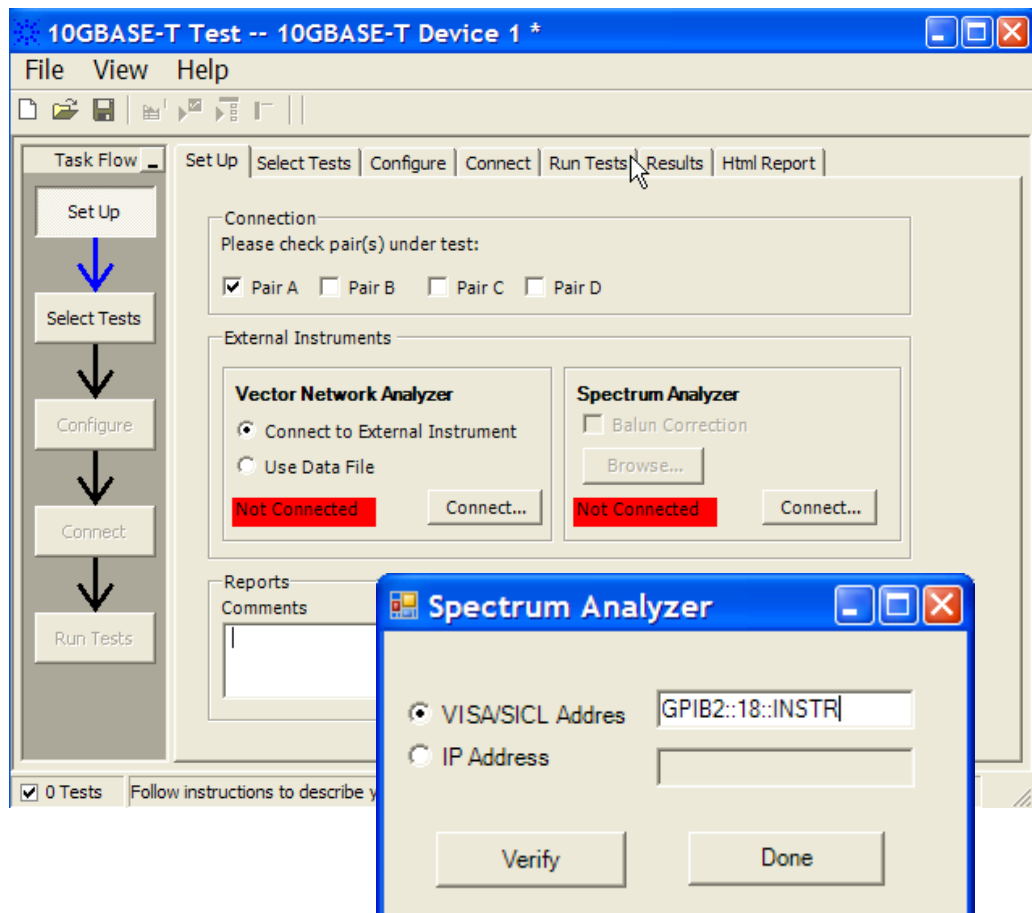 10GBASE-T Test -- 10GBASE-T Device 1 *
File View Help
Task Flow
Set Up Select Tests Configure Connect Run Tests Results Html Report
Set Up
Select Tests
Configure
Connect
Run Tests
Connection
Please check pair(s) under test:
Pair A Pair B Pair C Pair D
External Instruments
Vector Network Analyzer
Connect to External Instrument
Use Data File
Not Connected Connect...
Spectrum Analyzer
Balun Correction
Browse...
Not Connected Connect...
Reports
Comments
Spectrum Analyzer
VISA/SICL Addres GPIB2::18::INSTR
IP Address
Verify Done
0 Tests Follow instructions to describe y